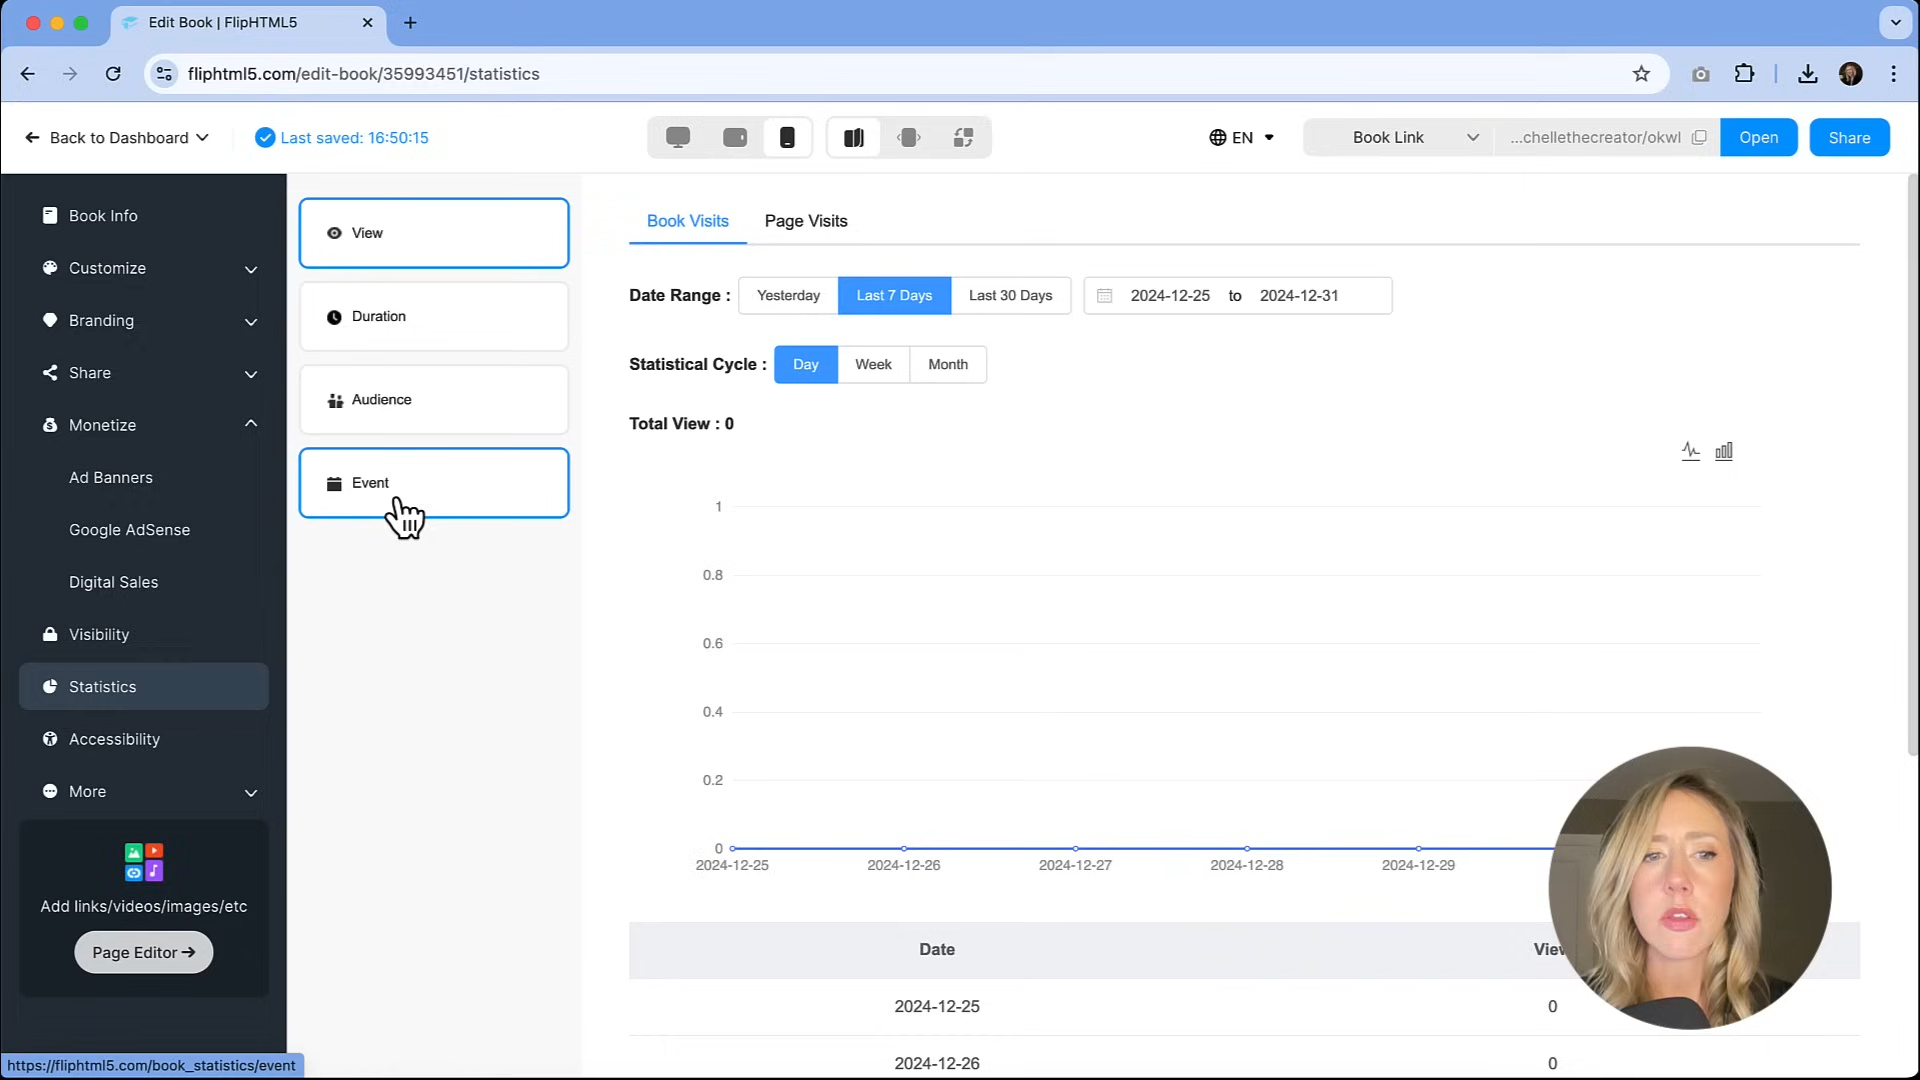 Edit Book | FlipHTML5
fliphtml5.com/edit-book/35993451/statistics
Back to Dashboard
Last saved: 16:50:15
EN
Book Link
...chellethecreator/okwl
Open
Share
Book Info
Customize
Branding
Share
Monetize
Ad Banners
Google AdSense
Digital Sales
Visibility
Statistics
Accessibility
More
Add links/videos/images/etc
Page Editor →
View
Duration
Audience
Event
Book Visits
Page Visits
Date Range :
Yesterday
Last 7 Days
Last 30 Days
2024-12-25 to 2024-12-31
Statistical Cycle :
Day
Week
Month
Total View : 0
1
0.8
0.6
0.4
0.2
0
2024-12-25
2024-12-26
2024-12-27
2024-12-28
2024-12-29
Date
2024-12-25
0
2024-12-26
0
https://fliphtml5.com/book_statistics/event